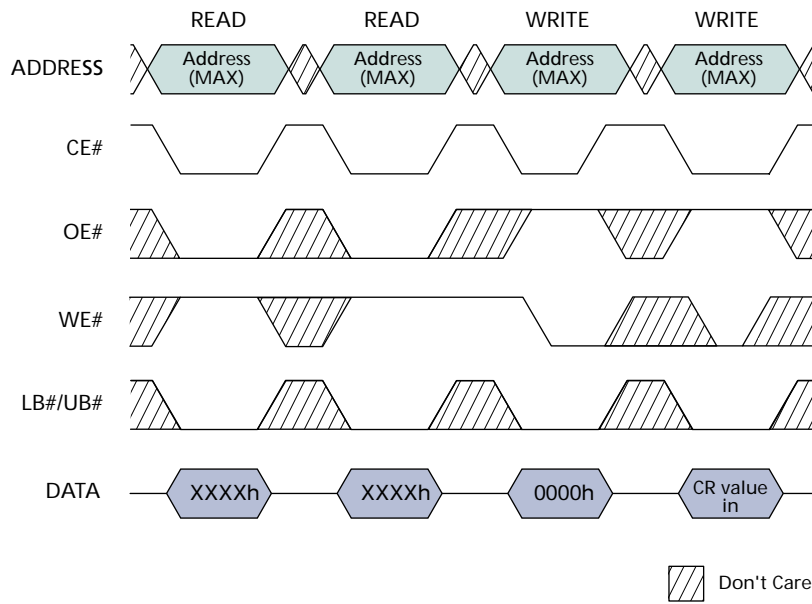 READ READ WRITE WRITE
ADDRESS Address (MAX) Address (MAX) Address (MAX) Address (MAX)
CE#
OE#
WE#
LB#/UB#
DATA XXXXh XXXXh 0000h CR value in
Don't Care